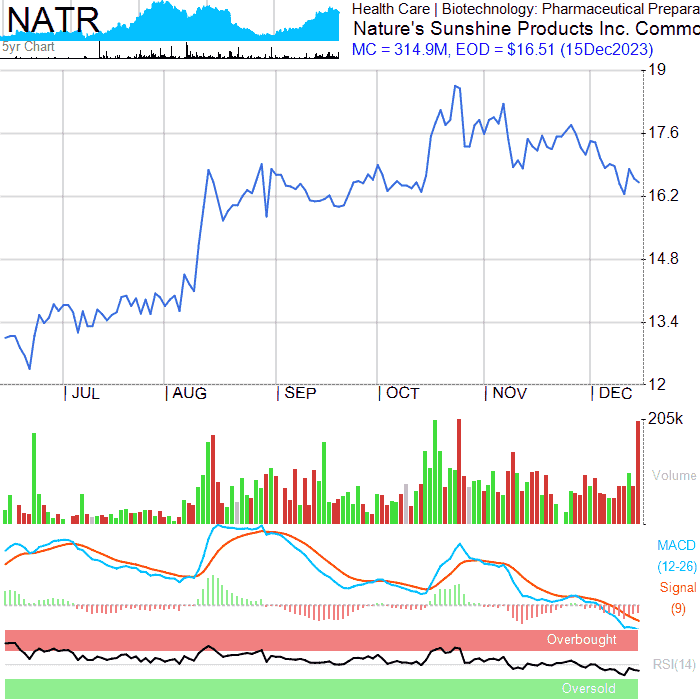 NATR
5yr Chart
Health Care | Biotechnology: Pharmaceutical Prepara
Nature's Sunshine Products Inc. Commo
MC = 314.9M, EOD = $16.51 (15Dec2023)
19
17.6
16.2
14.8
13.4
12
| JUL | AUG | SEP | OCT | NOV | DEC
205k
Volume
MACD
(12-26)
Signal
(9)
Overbought
RSI(14)
Oversold